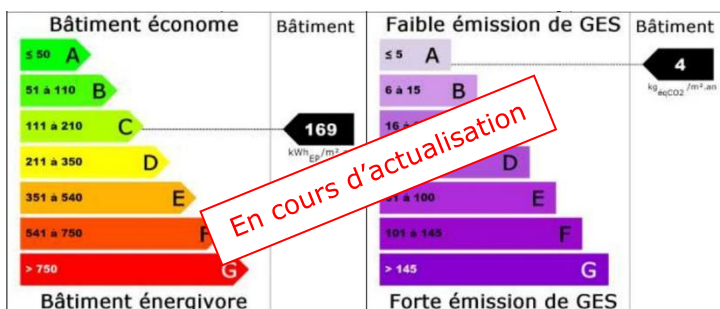 Bâtiment économe
Bâtiment
≤ 50 A
51 à 110 B
111 à 210 C
169
kWhEP/m²
211 à 350 D
351 à 540 E
541 à 750 F
> 750 G
Bâtiment énergivore
Faible émission de GES
Bâtiment
≤ 5 A
4
kgéqCO2/m².an
6 à 15 B
16 à
D
à 100 E
101 à 145 F
> 145 G
Forte émission de GES
En cours d'actualisation